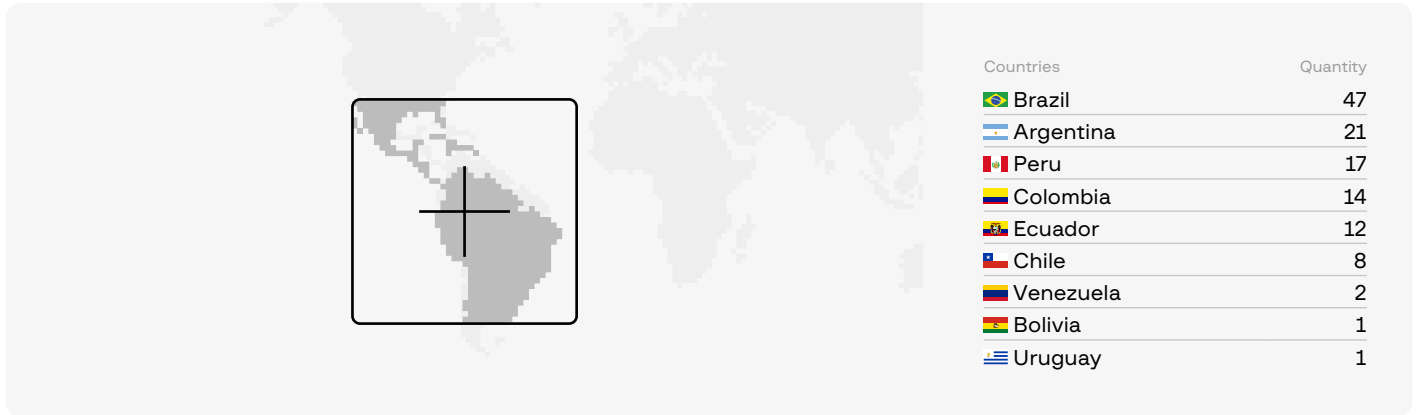 Countries Quantity
Brazil 47
Argentina 21
Peru 17
Colombia 14
Ecuador 12
Chile 8
Venezuela 2
Bolivia 1
Uruguay 1